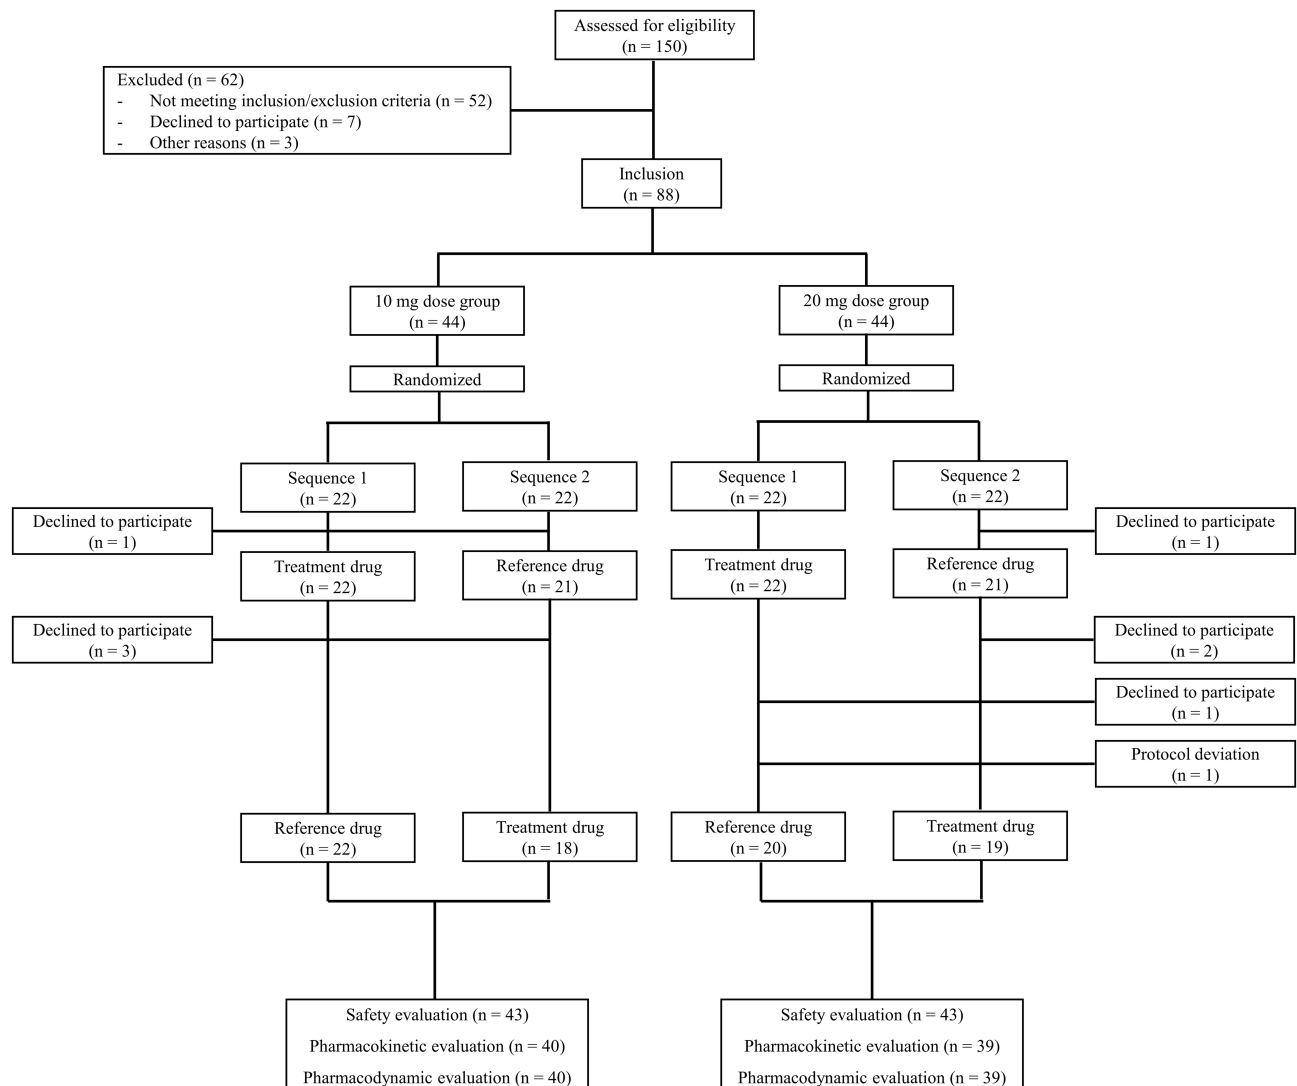 Assessed for eligibility
(n = 150)
Excluded (n = 62)
- Not meeting inclusion/exclusion criteria (n = 52)
- Declined to participate (n = 7)
- Other reasons (n = 3)
Inclusion
(n = 88)
10 mg dose group
(n = 44)
20 mg dose group
(n = 44)
Randomized
Randomized
Sequence 1
(n = 22)
Sequence 2
(n = 22)
Sequence 1
(n = 22)
Sequence 2
(n = 22)
Declined to participate
(n = 1)
Declined to participate
(n = 1)
Treatment drug
(n = 22)
Reference drug
(n = 21)
Treatment drug
(n = 22)
Reference drug
(n = 21)
Declined to participate
(n = 3)
Declined to participate
(n = 2)
Declined to participate
(n = 1)
Protocol deviation
(n = 1)
Reference drug
(n = 22)
Treatment drug
(n = 18)
Reference drug
(n = 20)
Treatment drug
(n = 19)
Safety evaluation (n = 43)
Pharmacokinetic evaluation (n = 40)
Pharmacodynamic evaluation (n = 40)
Safety evaluation (n = 43)
Pharmacokinetic evaluation (n = 39)
Pharmacodynamic evaluation (n = 39)